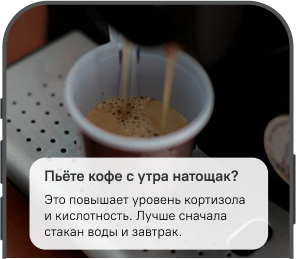 Пьёте кофе с утра натощак?
Это повышает уровень кортизола
и кислотность. Лучше сначала
стакан воды и завтрак.